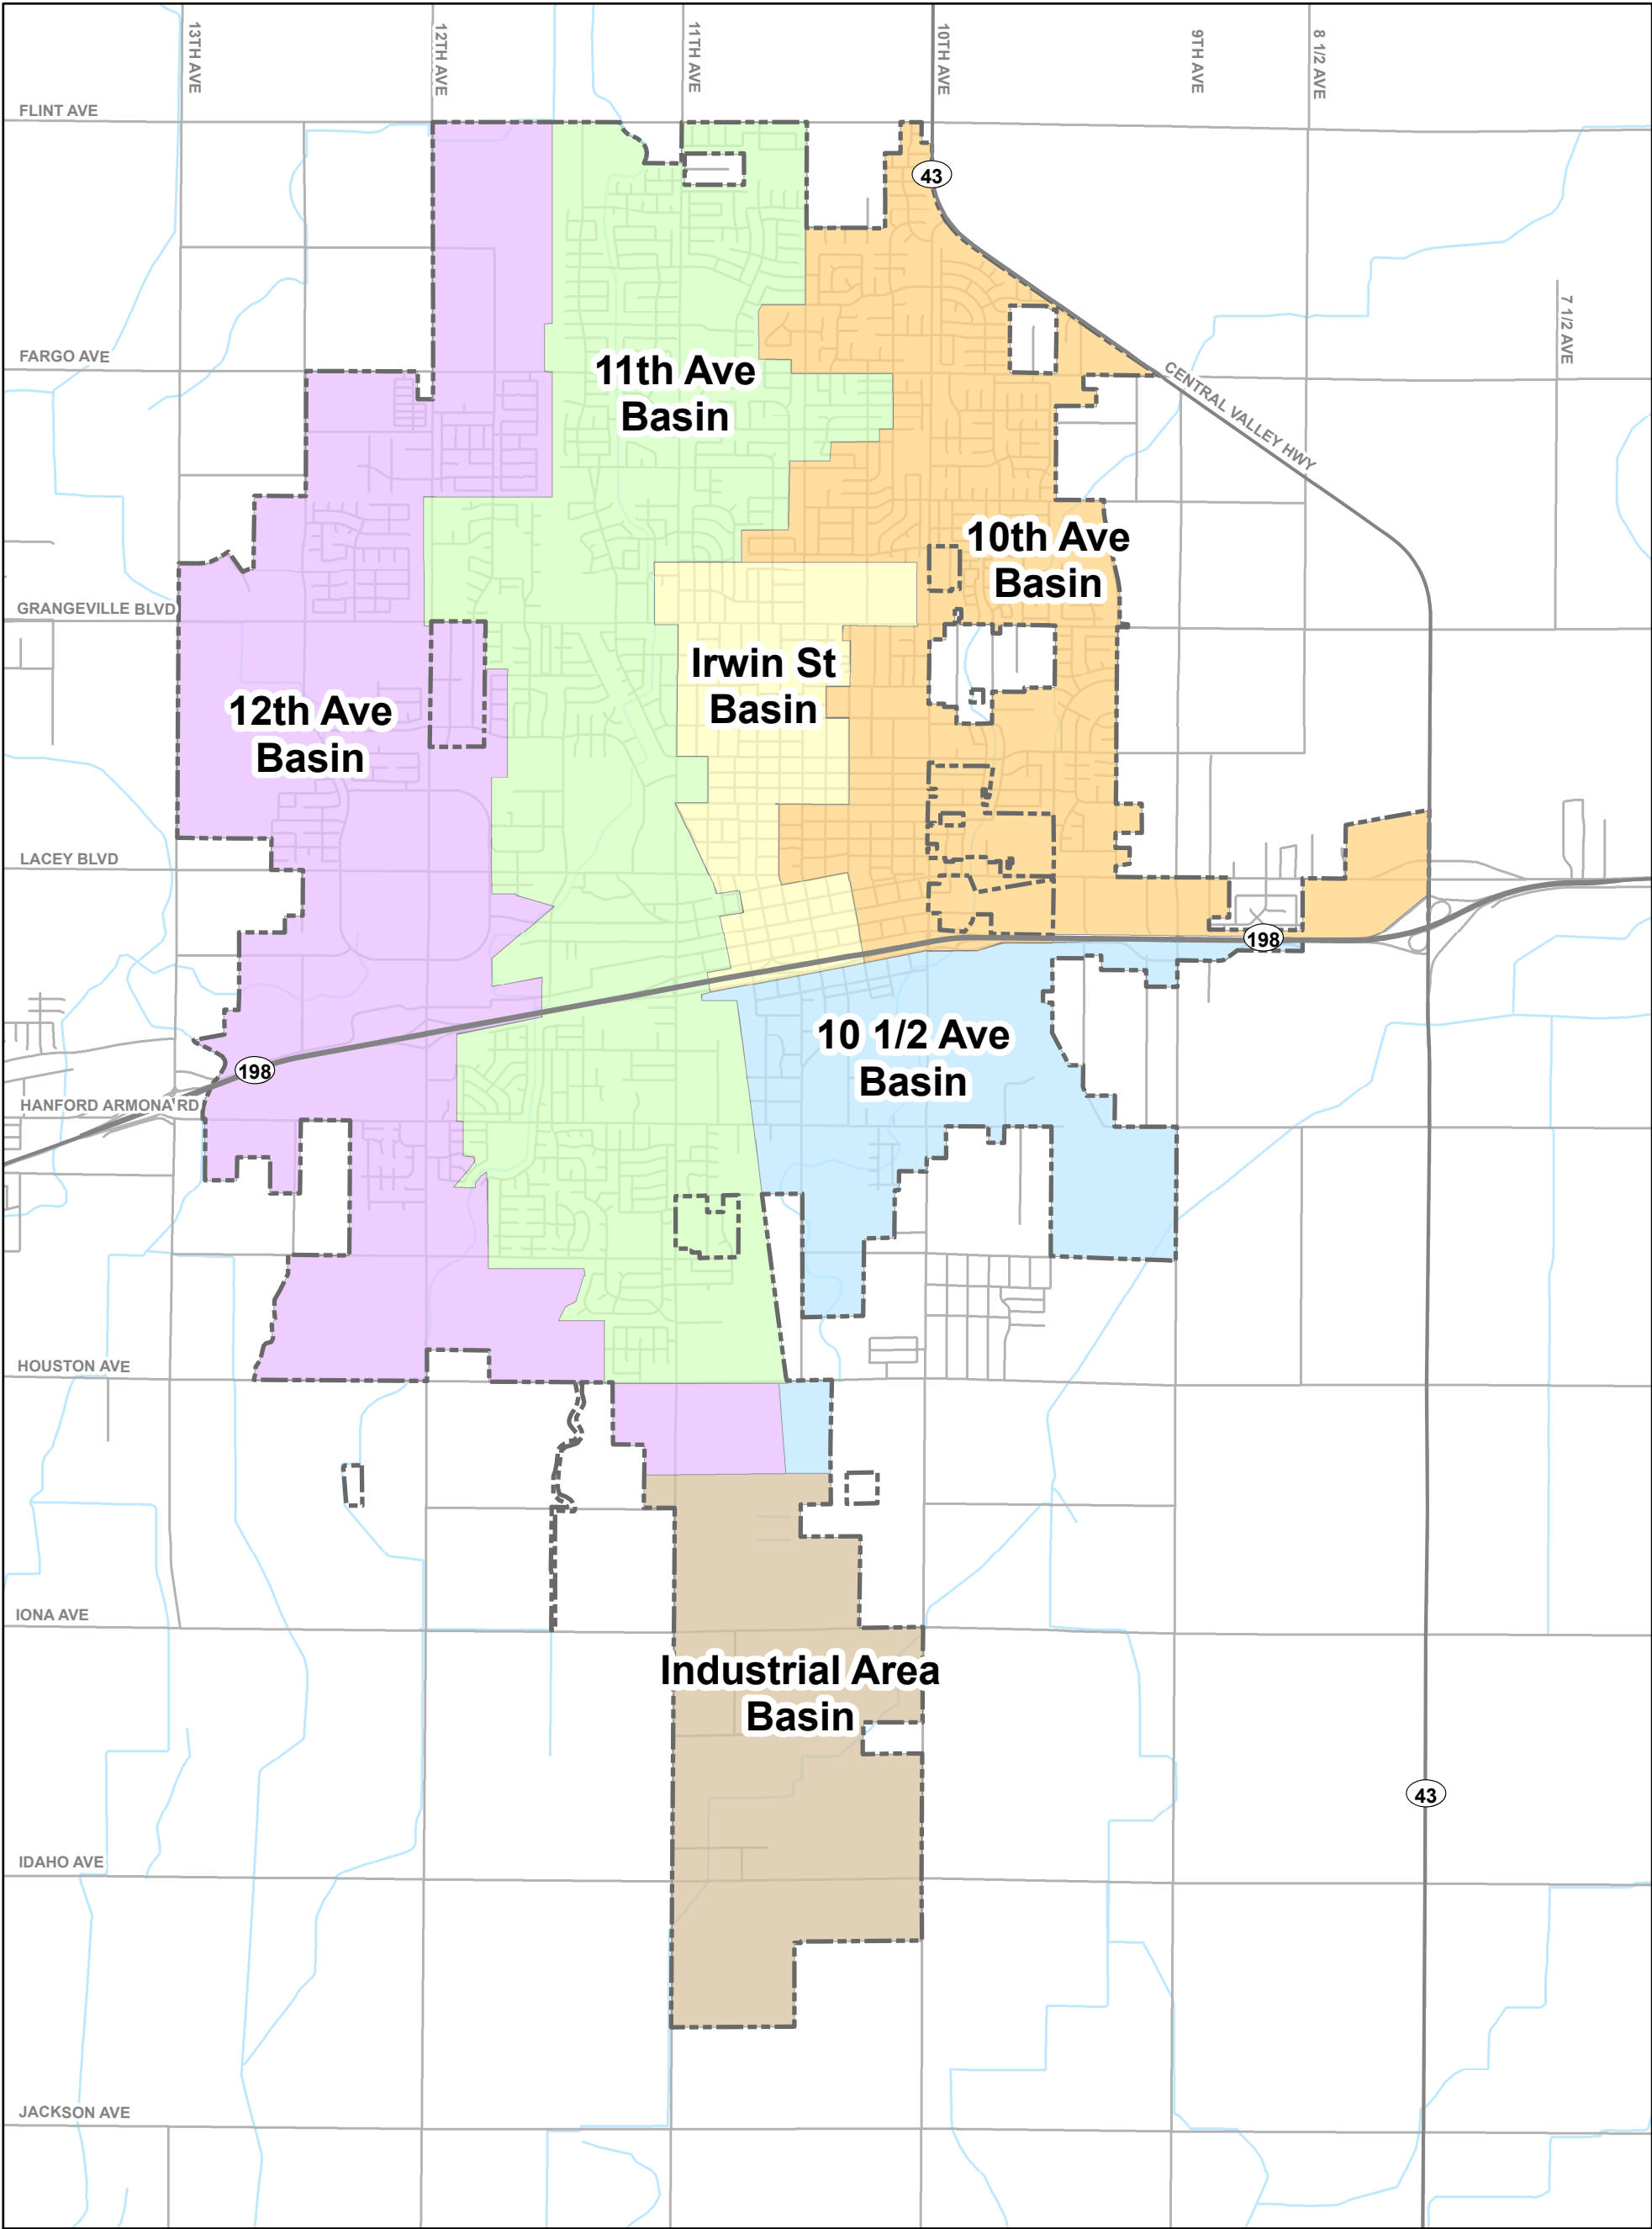 13TH AVE
12TH AVE
11TH AVE
10TH AVE
9TH AVE
8 1/2 AVE
FLINT AVE
43
7 1/2 AVE
FARGO AVE
11th Ave
Basin
CENTRAL VALLEY HWY
10th Ave
Basin
GRANGEVILLE BLVD
Irwin St
Basin
12th Ave
Basin
LACEY BLVD
198
10 1/2 Ave
Basin
198
HANFORD ARMONA RD
HOUSTON AVE
IONA AVE
Industrial Area
Basin
43
IDAHO AVE
JACKSON AVE